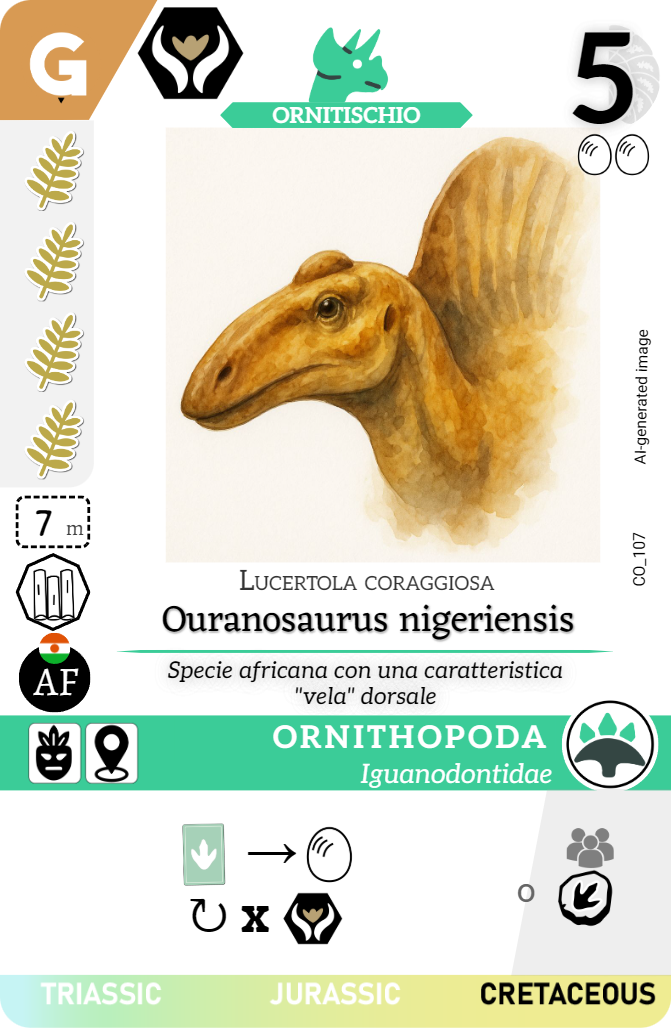 G
5
ORNITISCHIO
AI-generated image
7 m
CO_107
LUCERTOLA CORAGGIOSA
Ouranosaurus nigeriensis
AF
Specie africana con una caratteristica
"vela" dorsale
ORNITHOPODA
Iguanodontidae
x
o
TRIASSIC JURASSIC CRETACEOUS